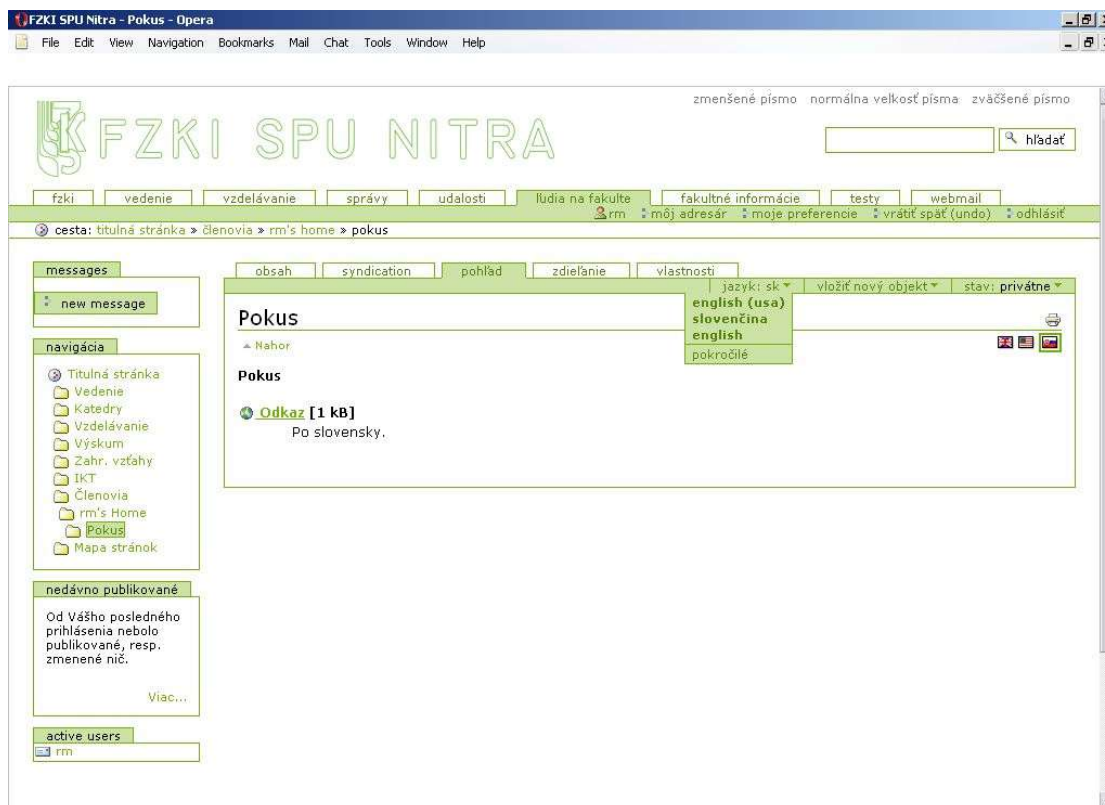 FZKI SPU Nitra - Pokus - Opera
File Edit View Navigation Bookmarks Mail Chat Tools Window Help
zmenšené písmo normálna velkosť písma zväčšené písmo
FZKI SPU NITRA
hľadať
fzki vedenie vzdelávanie správy udalosti ľudia na fakulte fakultné informácie testy webmail
rm môj adresár moje preferencie vrátiť späť (undo) odhlásiť
cesta: titulná stránka » členovia » rm's home » pokus
messages
new message
navigácia
Titulná stránka
Vedenie
Katedry
Vzdelávanie
Výskum
Zahr. vzťahy
IKT
Členovia
rm's Home
Pokus
Mapa stránok
nedávno publikované
Od Vášho posledného
prihlásenia nebolo
publikované, resp.
zmenené nič.
Viac...
active users
rm
obsah syndication pohľad zdieľanie vlastnosti
jazyk: sk vložiť nový objekt stav: privátne
english (usa)
slovenčina
english
pokročilé
Pokus
Nahor
Pokus
Odkaz [1 kB]
Po slovensky.